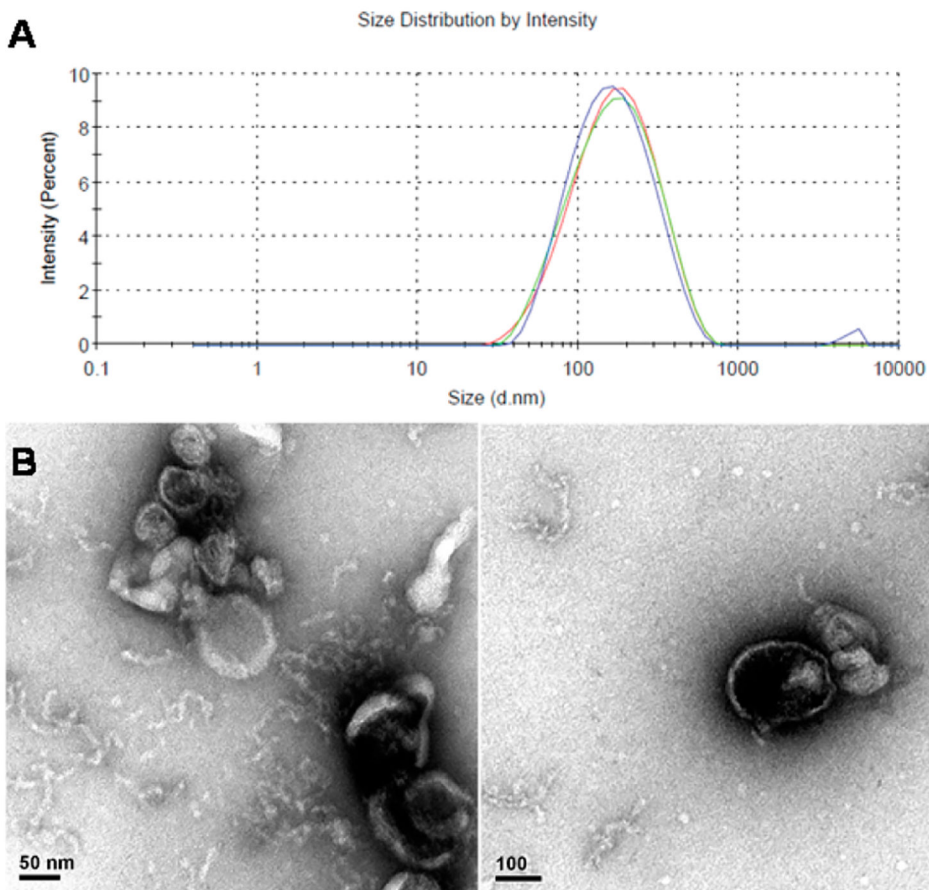 Size Distribution by Intensity
A
10
8
6
4
2
0
Intensity (Percent)
0.1 1 10 100 1000 10000
Size (d.nm)
B
50 nm
100